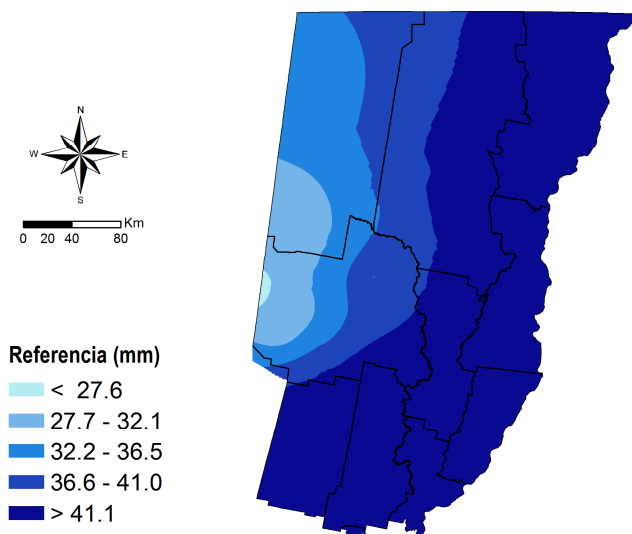 N
W E
S
Km
0 20 40 80
Referencia (mm)
< 27.6
27.7 - 32.1
32.2 - 36.5
36.6 - 41.0
> 41.1